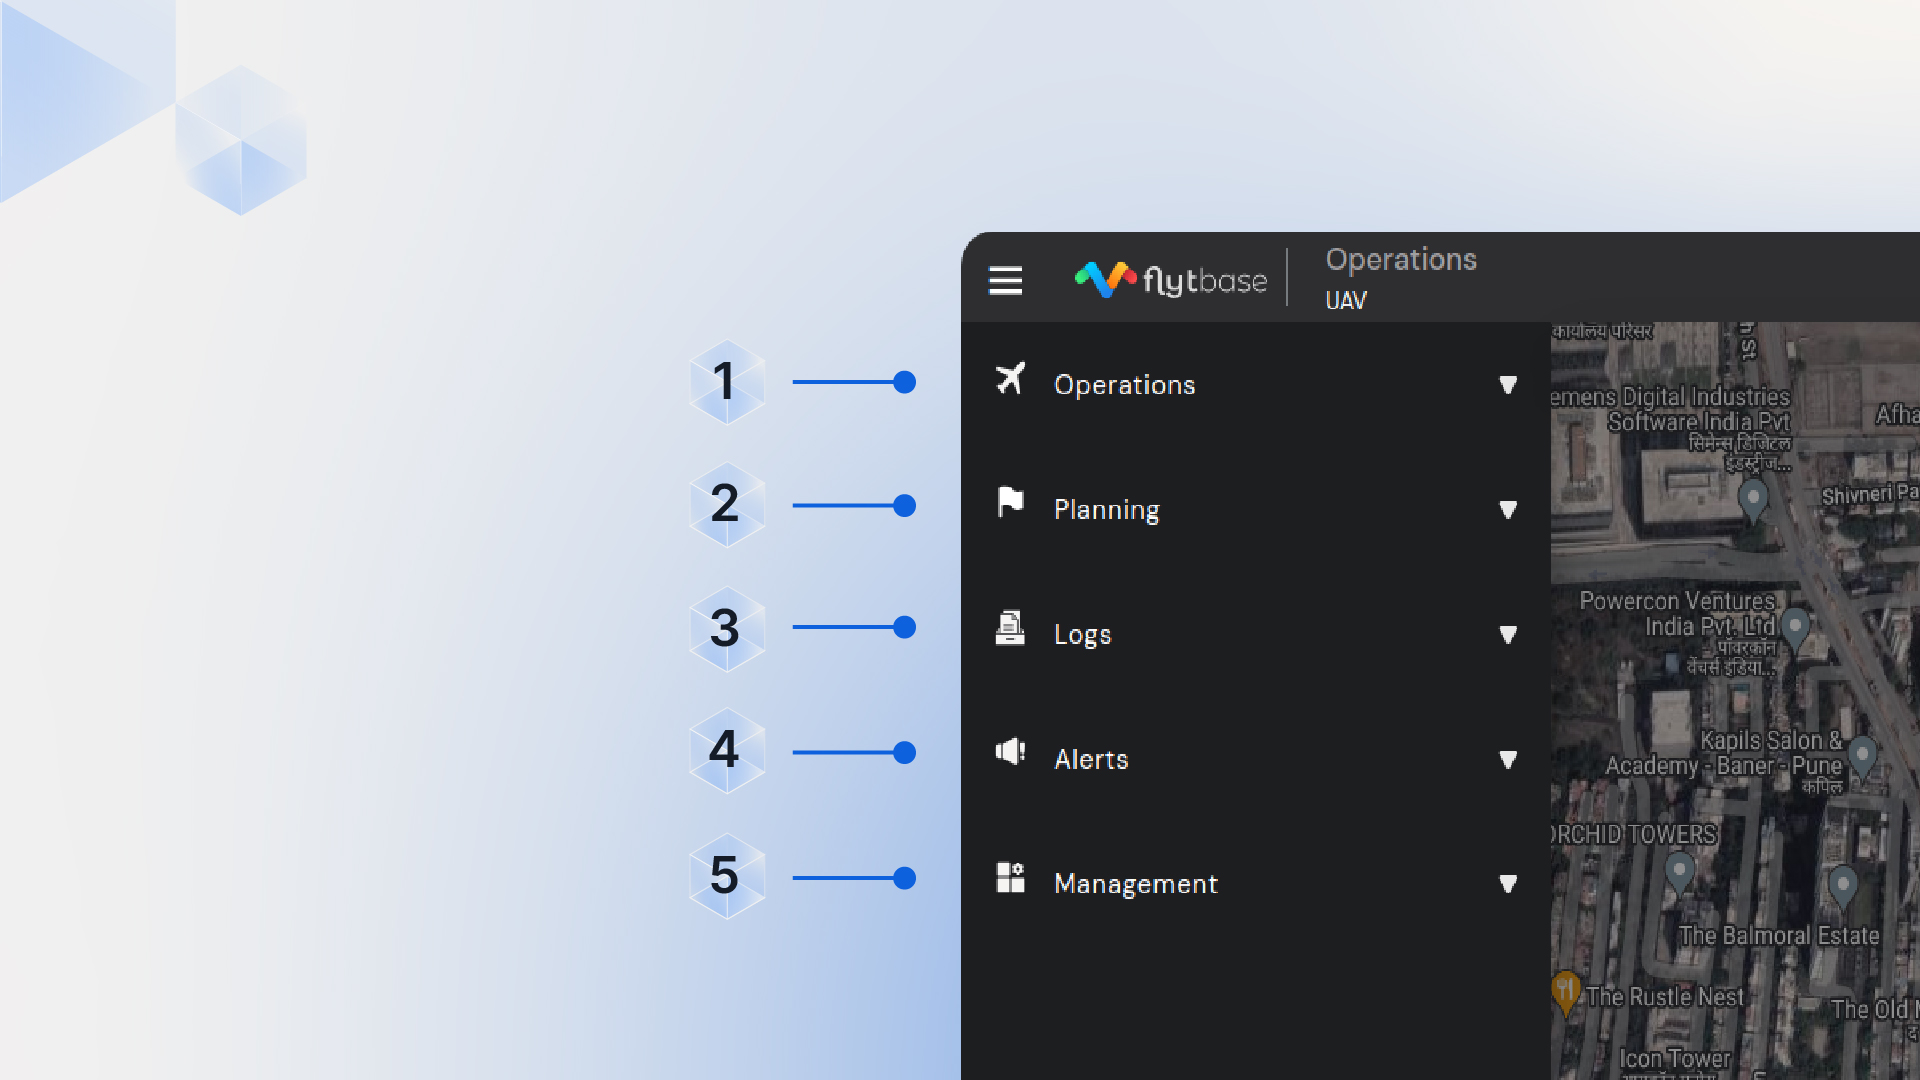 flytbase
Operations
UAV
1
Operations
2
Planning
3
Logs
4
Alerts
5
Management
कार्यालय परिसर
h St
emens Digital Industries
Software India Pvt
सिमेन्स डिजिटल
इंडस्ट्रीज...
Afha
Shivneri Pa
Powercon Ventures
India Pvt. Ltd
पॉवरकॉन
वेंचर्स इंडिया...
Kapils Salon &
Academy - Baner - Pune
कपिल
ORCHID TOWERS
The Balmoral Estate
The Rustle Nest
The Old
Icon Tower